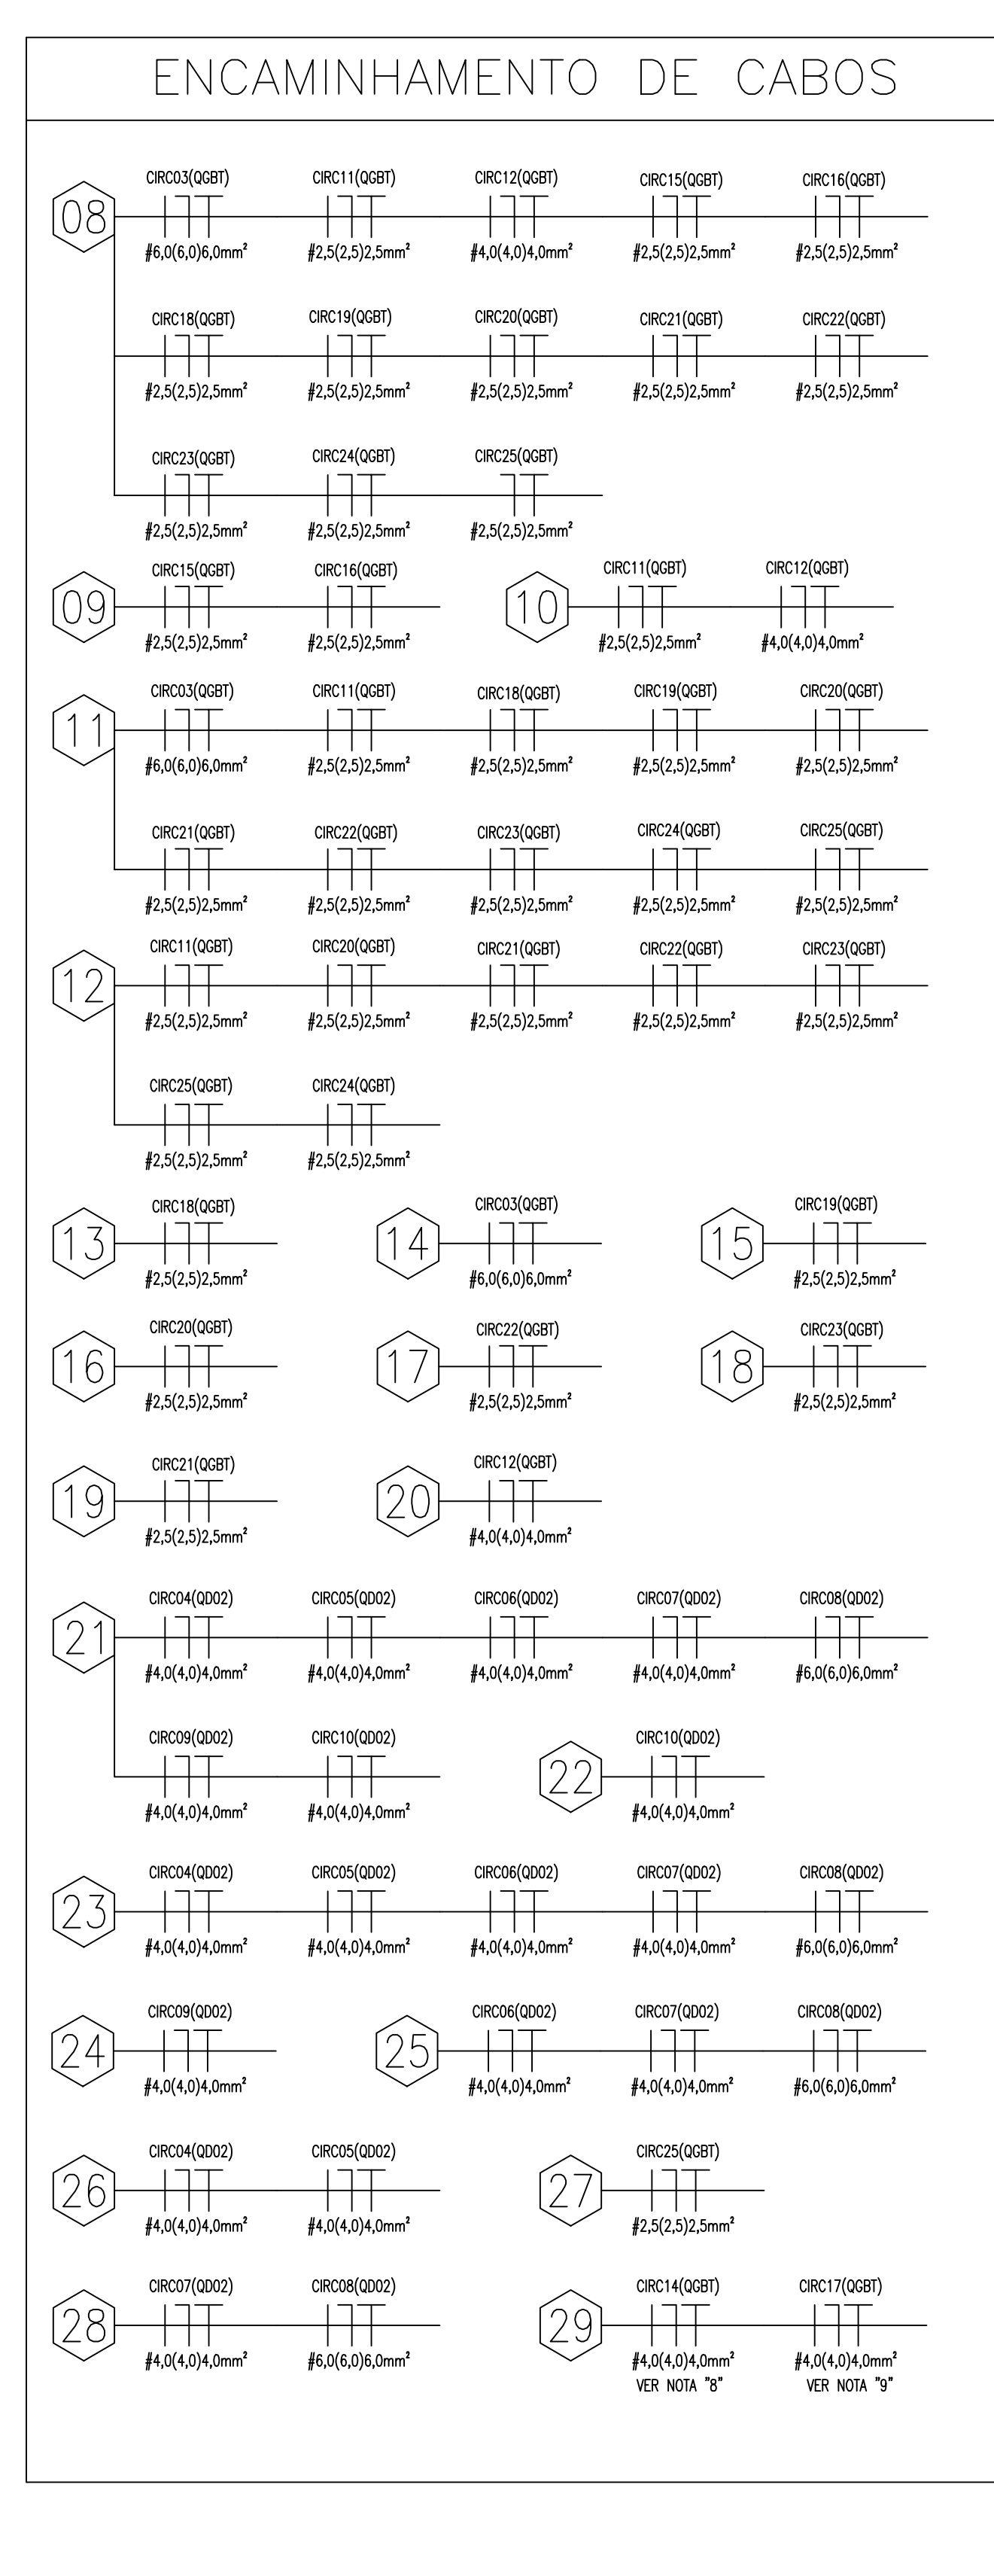 ENCAMINHAMENTO DE CABOS
08
CIRC03(QGBT) CIRC11(QGBT) CIRC12(QGBT) CIRC15(QGBT) CIRC16(QGBT)
#6,0(6,0)6,0mm² #2,5(2,5)2,5mm² #4,0(4,0)4,0mm² #2,5(2,5)2,5mm² #2,5(2,5)2,5mm²
CIRC18(QGBT) CIRC19(QGBT) CIRC20(QGBT) CIRC21(QGBT) CIRC22(QGBT)
#2,5(2,5)2,5mm² #2,5(2,5)2,5mm² #2,5(2,5)2,5mm² #2,5(2,5)2,5mm² #2,5(2,5)2,5mm²
CIRC23(QGBT) CIRC24(QGBT) CIRC25(QGBT)
#2,5(2,5)2,5mm² #2,5(2,5)2,5mm² #2,5(2,5)2,5mm²
09
CIRC15(QGBT) CIRC16(QGBT)
#2,5(2,5)2,5mm² #2,5(2,5)2,5mm²
10
CIRC11(QGBT) CIRC12(QGBT)
#2,5(2,5)2,5mm² #4,0(4,0)4,0mm²
11
CIRC03(QGBT) CIRC11(QGBT) CIRC18(QGBT) CIRC19(QGBT) CIRC20(QGBT)
#6,0(6,0)6,0mm² #2,5(2,5)2,5mm² #2,5(2,5)2,5mm² #2,5(2,5)2,5mm² #2,5(2,5)2,5mm²
CIRC21(QGBT) CIRC22(QGBT) CIRC23(QGBT) CIRC24(QGBT) CIRC25(QGBT)
#2,5(2,5)2,5mm² #2,5(2,5)2,5mm² #2,5(2,5)2,5mm² #2,5(2,5)2,5mm² #2,5(2,5)2,5mm²
12
CIRC11(QGBT) CIRC20(QGBT) CIRC21(QGBT) CIRC22(QGBT) CIRC23(QGBT)
#2,5(2,5)2,5mm² #2,5(2,5)2,5mm² #2,5(2,5)2,5mm² #2,5(2,5)2,5mm² #2,5(2,5)2,5mm²
CIRC25(QGBT) CIRC24(QGBT)
#2,5(2,5)2,5mm² #2,5(2,5)2,5mm²
13
CIRC18(QGBT)
#2,5(2,5)2,5mm²
14
CIRC03(QGBT)
#6,0(6,0)6,0mm²
15
CIRC19(QGBT)
#2,5(2,5)2,5mm²
16
CIRC20(QGBT)
#2,5(2,5)2,5mm²
17
CIRC22(QGBT)
#2,5(2,5)2,5mm²
18
CIRC23(QGBT)
#2,5(2,5)2,5mm²
19
CIRC21(QGBT)
#2,5(2,5)2,5mm²
20
CIRC12(QGBT)
#4,0(4,0)4,0mm²
21
CIRC04(QD02) CIRC05(QD02) CIRC06(QD02) CIRC07(QD02) CIRC08(QD02)
#4,0(4,0)4,0mm² #4,0(4,0)4,0mm² #4,0(4,0)4,0mm² #4,0(4,0)4,0mm² #6,0(6,0)6,0mm²
CIRC09(QD02) CIRC10(QD02)
#4,0(4,0)4,0mm² #4,0(4,0)4,0mm²
22
CIRC10(QD02)
#4,0(4,0)4,0mm²
23
CIRC04(QD02) CIRC05(QD02) CIRC06(QD02) CIRC07(QD02) CIRC08(QD02)
#4,0(4,0)4,0mm² #4,0(4,0)4,0mm² #4,0(4,0)4,0mm² #4,0(4,0)4,0mm² #6,0(6,0)6,0mm²
24
CIRC09(QD02)
#4,0(4,0)4,0mm²
25
CIRC06(QD02) CIRC07(QD02) CIRC08(QD02)
#4,0(4,0)4,0mm² #4,0(4,0)4,0mm² #6,0(6,0)6,0mm²
26
CIRC04(QD02) CIRC05(QD02)
#4,0(4,0)4,0mm² #4,0(4,0)4,0mm²
27
CIRC25(QGBT)
#2,5(2,5)2,5mm²
28
CIRC07(QD02) CIRC08(QD02)
#4,0(4,0)4,0mm² #6,0(6,0)6,0mm²
29
CIRC14(QGBT) CIRC17(QGBT)
#4,0(4,0)4,0mm² #4,0(4,0)4,0mm²
VER NOTA "8" VER NOTA "9"